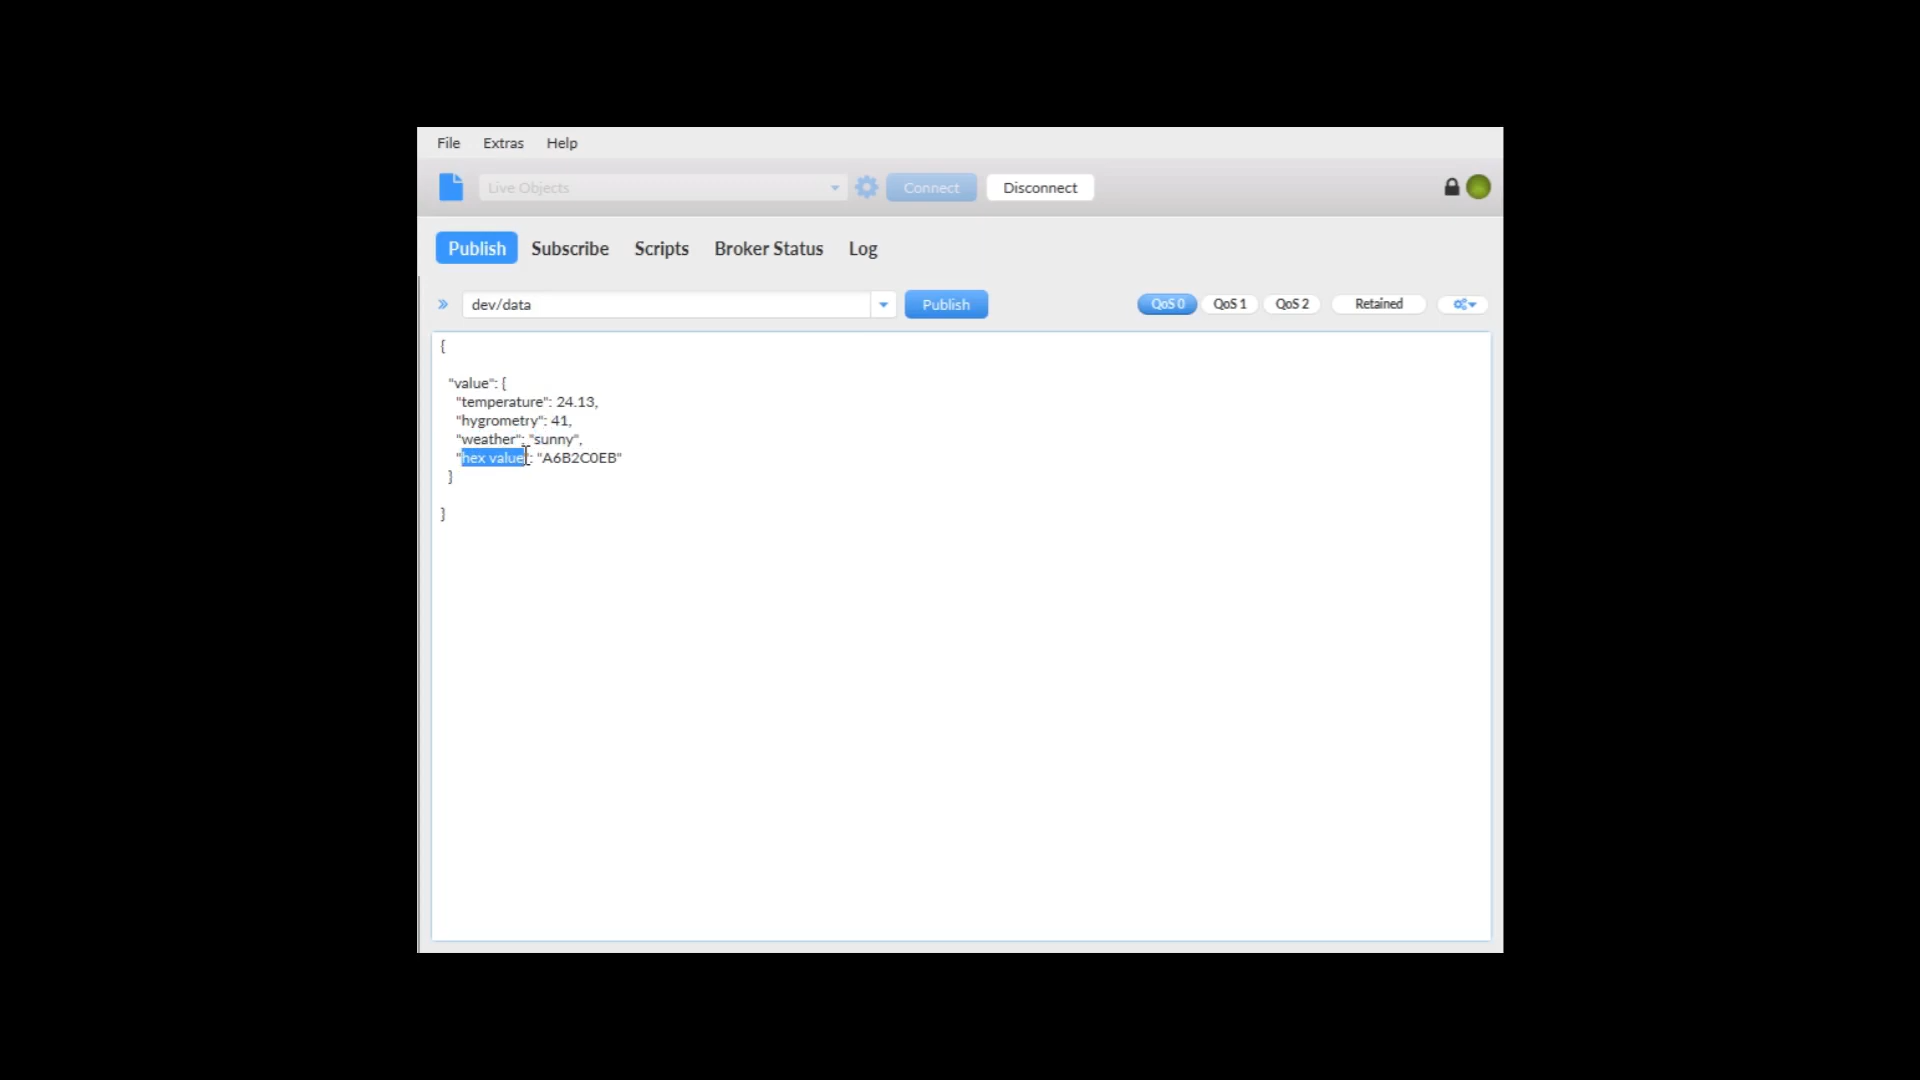 File Extras Help
Live Objects Connect Disconnect
Publish Subscribe Scripts Broker Status Log
» dev/data Publish QoS 0 QoS 1 QoS 2 Retained
{
"value": {
"temperature": 24.13,
"hygrometry": 41,
"weather": "sunny",
"hex value": "A6B2C0EB"
}
}